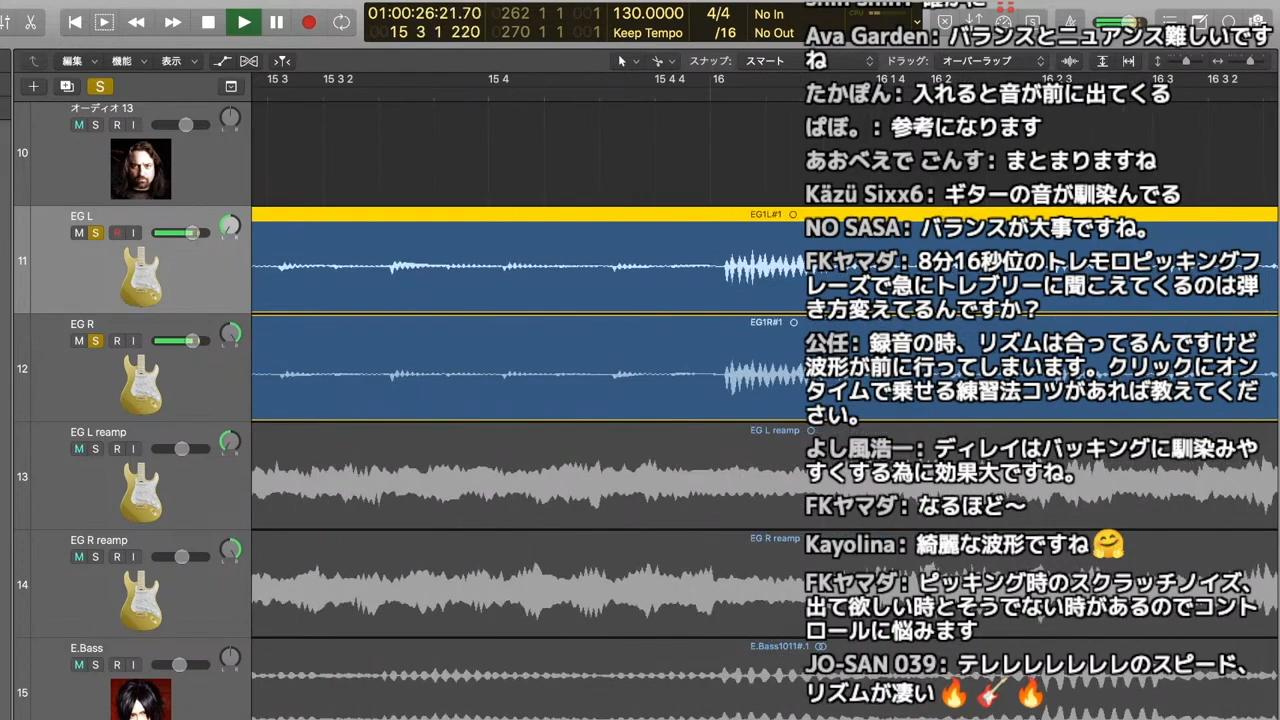 01:00:26:21.70
15 3 1 220
0262 1 1 1
0270 1 1 1
130.0000
Keep Tempo
4/4
/16
No In
No Out
CPU
編集
機能
表示
スナップ:
スマート
ドラッグ:
オーバーラップ
S
15 3
15 3 2
15 4
15 4 4
16
16 1 4
16 2
16 2 3
16 3
16 3 2
10
オーディオ 13
M S R I
L R
11
EG L
M S R I
L R
EG1L#1
12
EG R
M S R I
L R
EG1R#1
13
EG L reamp
M S R I
L R
EG L reamp
14
EG R reamp
M S R I
L R
EG R reamp
15
E.Bass
M S R I
L R
E.Bass1011#.1
Ava Garden: バランスとニュアンス難しいです
ね
たかぽん: 入れると音が前に出てくる
ぱぽ。: 参考になります
あおべえで ごんす: まとまりますね
Käzü Sixx6: ギターの音が馴染んでる
NO SASA: バランスが大事ですね。
FKヤマダ: 8分16秒位のトレモロピッキングフ
レーズで急にトレブリーに聞こえてくるのは弾
き方変えてるんですか？
公任: 録音の時、リズムは合ってるんですけど
波形が前に行ってしまいます。クリックにオン
タイムで乗せる練習法コツがあれば教えてくだ
さい。
よし風浩一: ディレイはバッキングに馴染みや
すくする為に効果大ですね。
FKヤマダ: なるほど〜
Kayolina: 綺麗な波形ですね🤗
FKヤマダ: ピッキング時のスクラッチノイズ、
出て欲しい時とそうでない時があるのでコント
ロールに悩みます
JO-SAN 039: テレレレレレレレのスピード、
リズムが凄い🔥🎸🔥